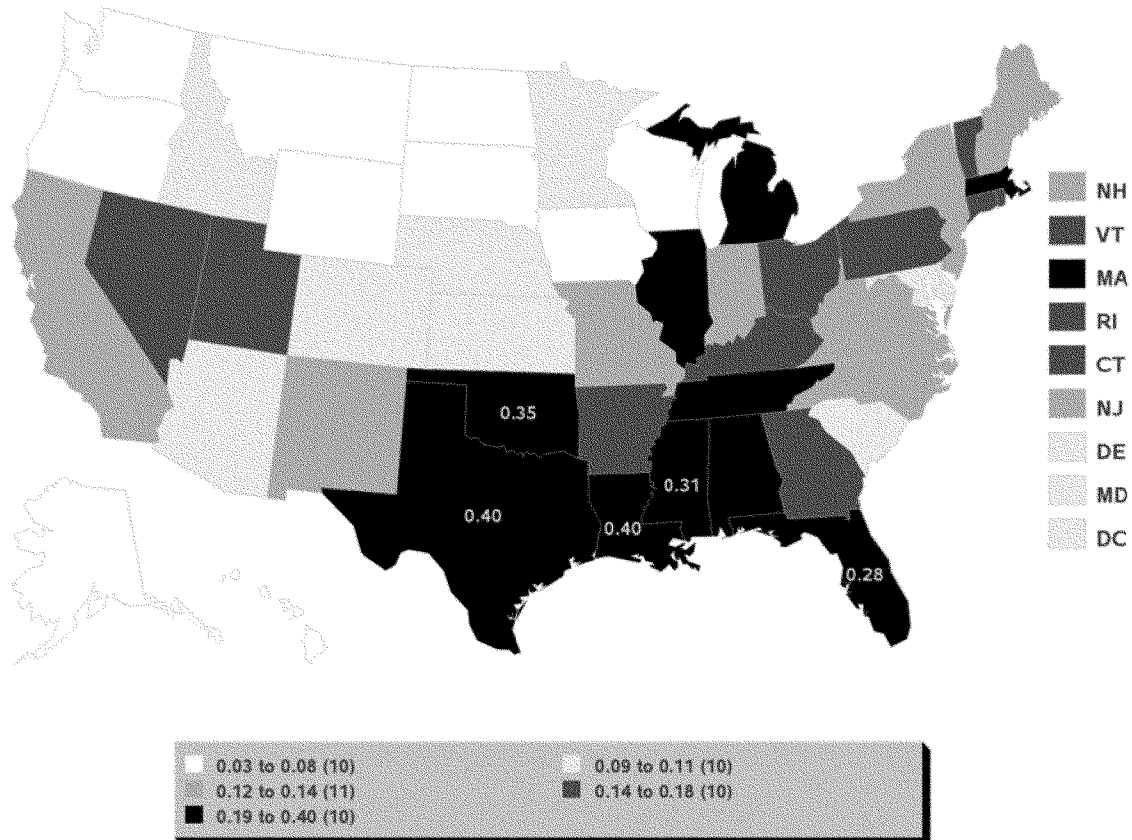 NH
VT
MA
RI
CT
NJ
DE
MD
DC
0.35
0.31
0.40
0.40
0.28
0.03 to 0.08 (10)
0.09 to 0.11 (10)
0.12 to 0.14 (11)
0.14 to 0.18 (10)
0.19 to 0.40 (10)